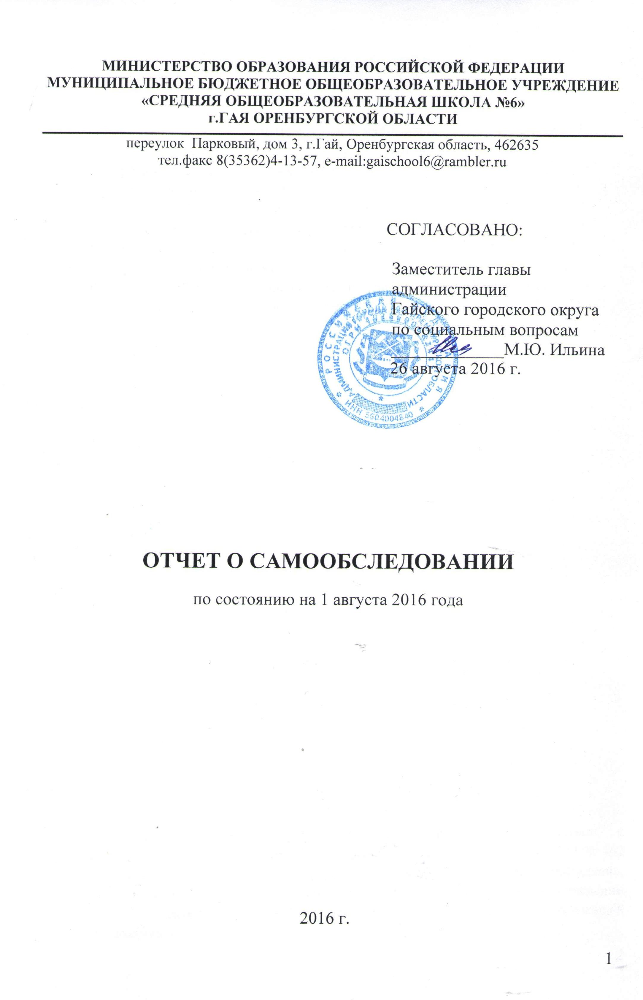 МИНИСТЕРСТВО ОБРАЗОВАНИЯ РОССИЙСКОЙ ФЕДЕРАЦИИ
МУНИЦИПАЛЬНОЕ БЮДЖЕТНОЕ ОБЩЕОБРАЗОВАТЕЛЬНОЕ УЧРЕЖДЕНИЕ
«СРЕДНЯЯ ОБЩЕОБРАЗОВАТЕЛЬНАЯ ШКОЛА №6»
г.ГАЯ ОРЕНБУРГСКОЙ ОБЛАСТИ
переулок Парковый, дом 3, г.Гай, Оренбургская область, 462635
тел.факс 8(35362)4-13-57, e-mail:gaischool6@rambler.ru
СОГЛАСОВАНО:
Заместитель главы
администрации
Гайского городского округа
по социальным вопросам
М.Ю. Ильина
26 августа 2016 г.
РОССИЙСКАЯ
АДМИНИСТРАЦИЯ ОБЛАСТИ
ОГРН
ИНН 5604004840
ОТЧЕТ О САМООБСЛЕДОВАНИИ
по состоянию на 1 августа 2016 года
2016 г.
1